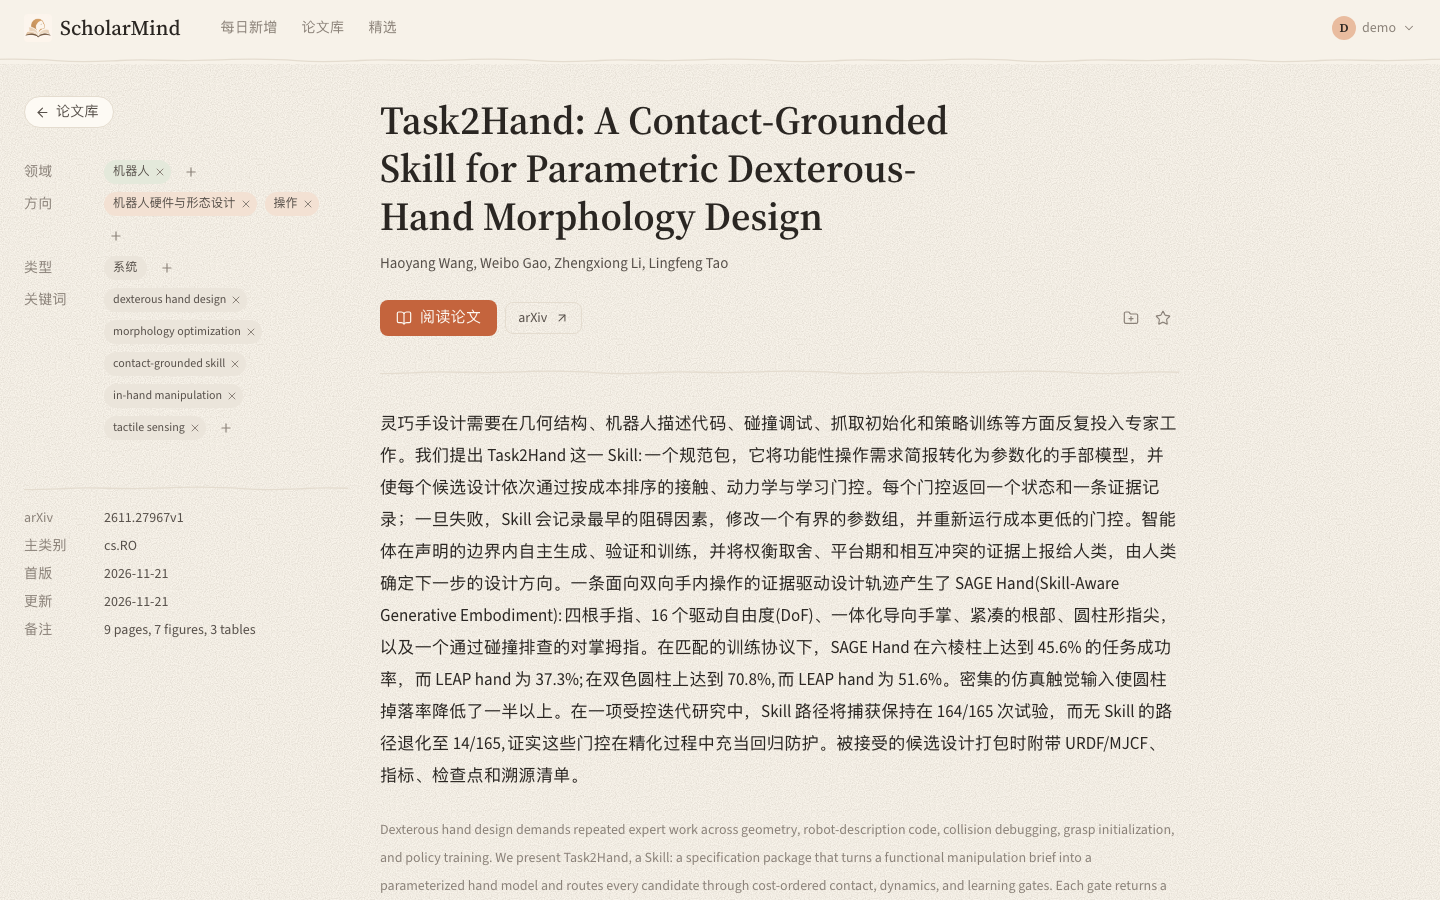 ScholarMind
每日新增
论文库
精选
D
demo
论文库
领域
机器人
方向
机器人硬件与形态设计
操作
类型
系统
关键词
dexterous hand design
morphology optimization
contact-grounded skill
in-hand manipulation
tactile sensing
arXiv 2611.27967v1
主类别 cs.RO
首版 2026-11-21
更新 2026-11-21
备注 9 pages, 7 figures, 3 tables
Task2Hand: A Contact-Grounded
Skill for Parametric Dexterous-
Hand Morphology Design
Haoyang Wang, Weibo Gao, Zhengxiong Li, Lingfeng Tao
阅读论文
arXiv
灵巧手设计需要在几何结构、机器人描述代码、碰撞调试、抓取初始化和策略训练等方面反复投入专家工
作。我们提出 Task2Hand 这一 Skill: 一个规范包，它将功能性操作需求简报转化为参数化的手部模型，并
使每个候选设计依次通过按成本排序的接触、动力学与学习门控。每个门控返回一个状态和一条证据记
录；一旦失败，Skill 会记录最早的阻碍因素，修改一个有界的参数组，并重新运行成本更低的门控。智能
体在声明的边界内自主生成、验证和训练，并将权衡取舍、平台期和相互冲突的证据上报给人类，由人类
确定下一步的设计方向。一条面向双向手内操作的证据驱动设计轨迹产生了 SAGE Hand(Skill-Aware
Generative Embodiment): 四根手指、16 个驱动自由度(DoF)、一体化导向手掌、紧凑的根部、圆柱形指尖，
以及一个通过碰撞排查的对掌拇指。在匹配的训练协议下，SAGE Hand 在六棱柱上达到 45.6% 的任务成功
率，而 LEAP hand 为 37.3%; 在双色圆柱上达到 70.8%, 而 LEAP hand 为 51.6%。密集的仿真触觉输入使圆柱
掉落率降低了一半以上。在一项受控迭代研究中，Skill 路径将捕获保持在 164/165 次试验，而无 Skill 的路
径退化至 14/165, 证实这些门控在精化过程中充当回归防护。被接受的候选设计打包时附带 URDF/MJCF、
指标、检查点和溯源清单。
Dexterous hand design demands repeated expert work across geometry, robot-description code, collision debugging, grasp initialization,
and policy training. We present Task2Hand, a Skill: a specification package that turns a functional manipulation brief into a
parameterized hand model and routes every candidate through cost-ordered contact, dynamics, and learning gates. Each gate returns a